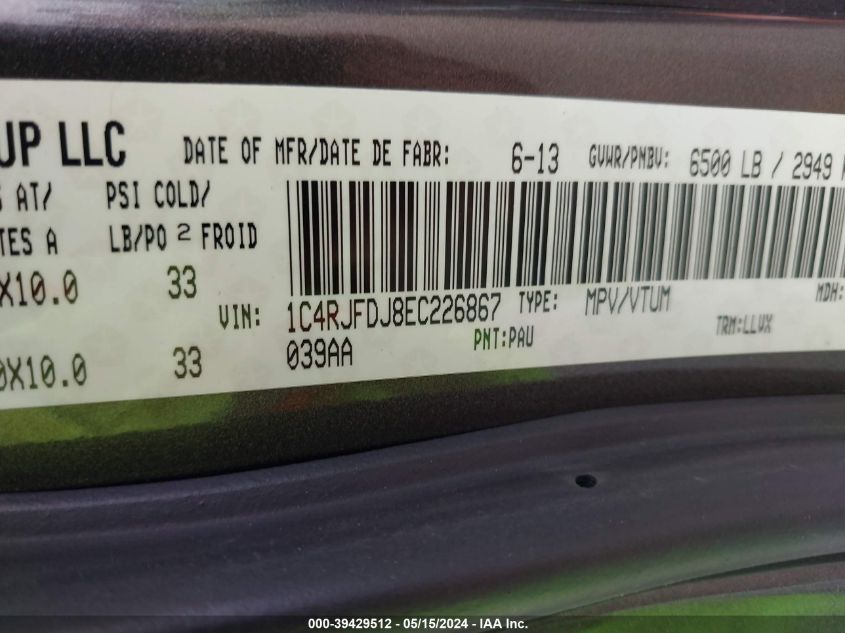 UP LLC DATE OF MFR/DATE DE FABR: 6-13 GVWR/PNBV: 6500 LB / 2949
AT/ PSI COLD/
TES A LB/PO 2 FROID
X10.0 33
VIN: 1C4RJFDJ8EC226867 TYPE: MPV/VTUM MDH:
0X10.0 33 039AA PNT:PAU TRM:LLVX
000-39429512 - 05/15/2024 - IAA Inc.